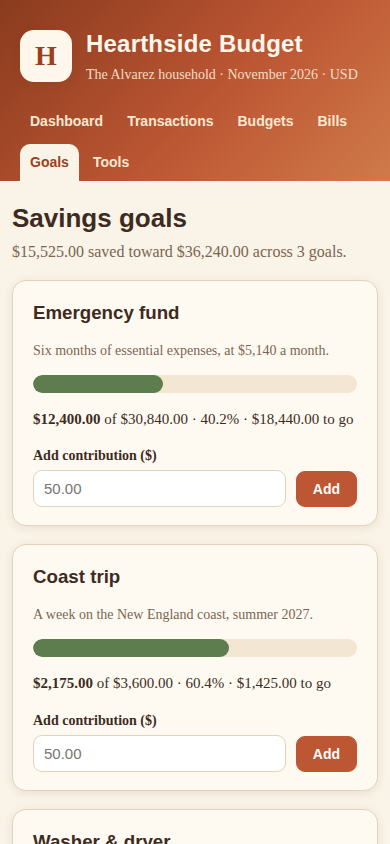 H
Hearthside Budget
The Alvarez household · November 2026 · USD
Dashboard Transactions Budgets Bills
Goals Tools
Savings goals
$15,525.00 saved toward $36,240.00 across 3 goals.
Emergency fund
Six months of essential expenses, at $5,140 a month.
$12,400.00 of $30,840.00 · 40.2% · $18,440.00 to go
Add contribution ($)
50.00 Add
Coast trip
A week on the New England coast, summer 2027.
$2,175.00 of $3,600.00 · 60.4% · $1,425.00 to go
Add contribution ($)
50.00 Add
Washer & dryer